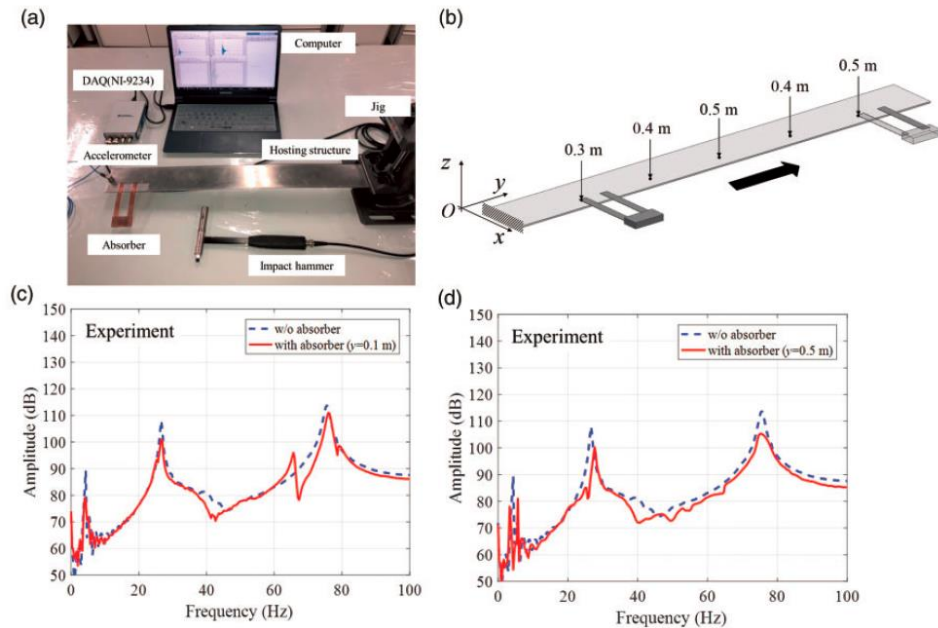 (a)
Computer
DAQ(NI-9234)
Jig
Accelerometer
Hosting structure
Absorber
Impact hammer
(b)
0.5 m
0.4 m
0.5 m
0.4 m
0.3 m
z
y
O
x
(c)
Experiment
w/o absorber
with absorber (y=0.1 m)
Amplitude (dB)
150
140
130
120
110
100
90
80
70
60
50
0
20
40
60
80
100
Frequency (Hz)
(d)
Experiment
w/o absorber
with absorber (y=0.5 m)
Amplitude (dB)
150
140
130
120
110
100
90
80
70
60
50
0
20
40
60
80
100
Frequency (Hz)